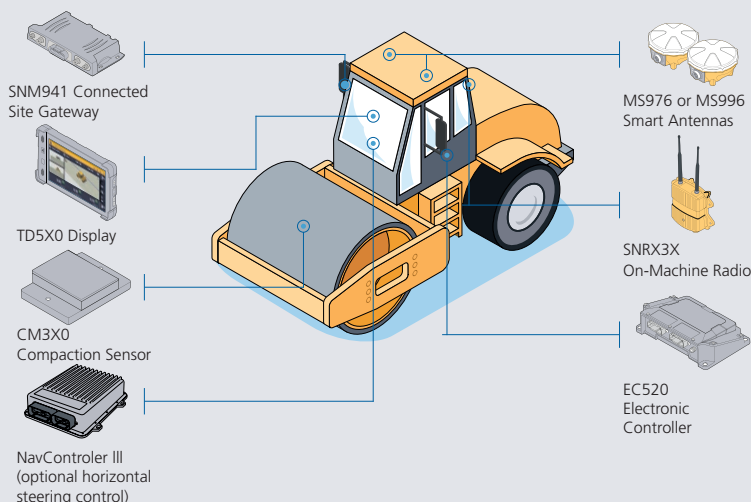 SNM941 Connected
Site Gateway
TD5X0 Display
CM3X0
Compaction Sensor
NavControler lll
(optional horizontal
steering control)
MS976 or MS996
Smart Antennas
SNRX3X
On-Machine Radio
EC520
Electronic
Controller